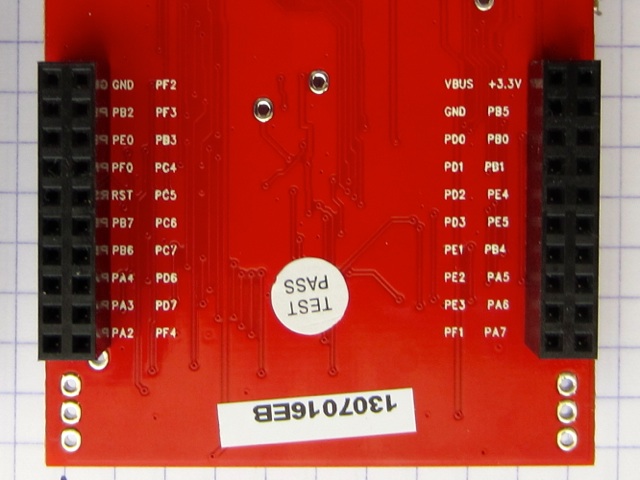 GND PF2 VBUS +3.3V
PB2 PF3 GND PB5
PE0 PB3 PD0 PB0
PF0 PC4 PD1 PB1
RST PC5 PD2 PE4
PB7 PC6 PD3 PE5
PB6 PC7 PE1 PB4
PA4 PD6 PE2 PA5
PA3 PD7 PE3 PA6
PA2 PF4 PF1 PA7
TEST
PASS
1307016EB